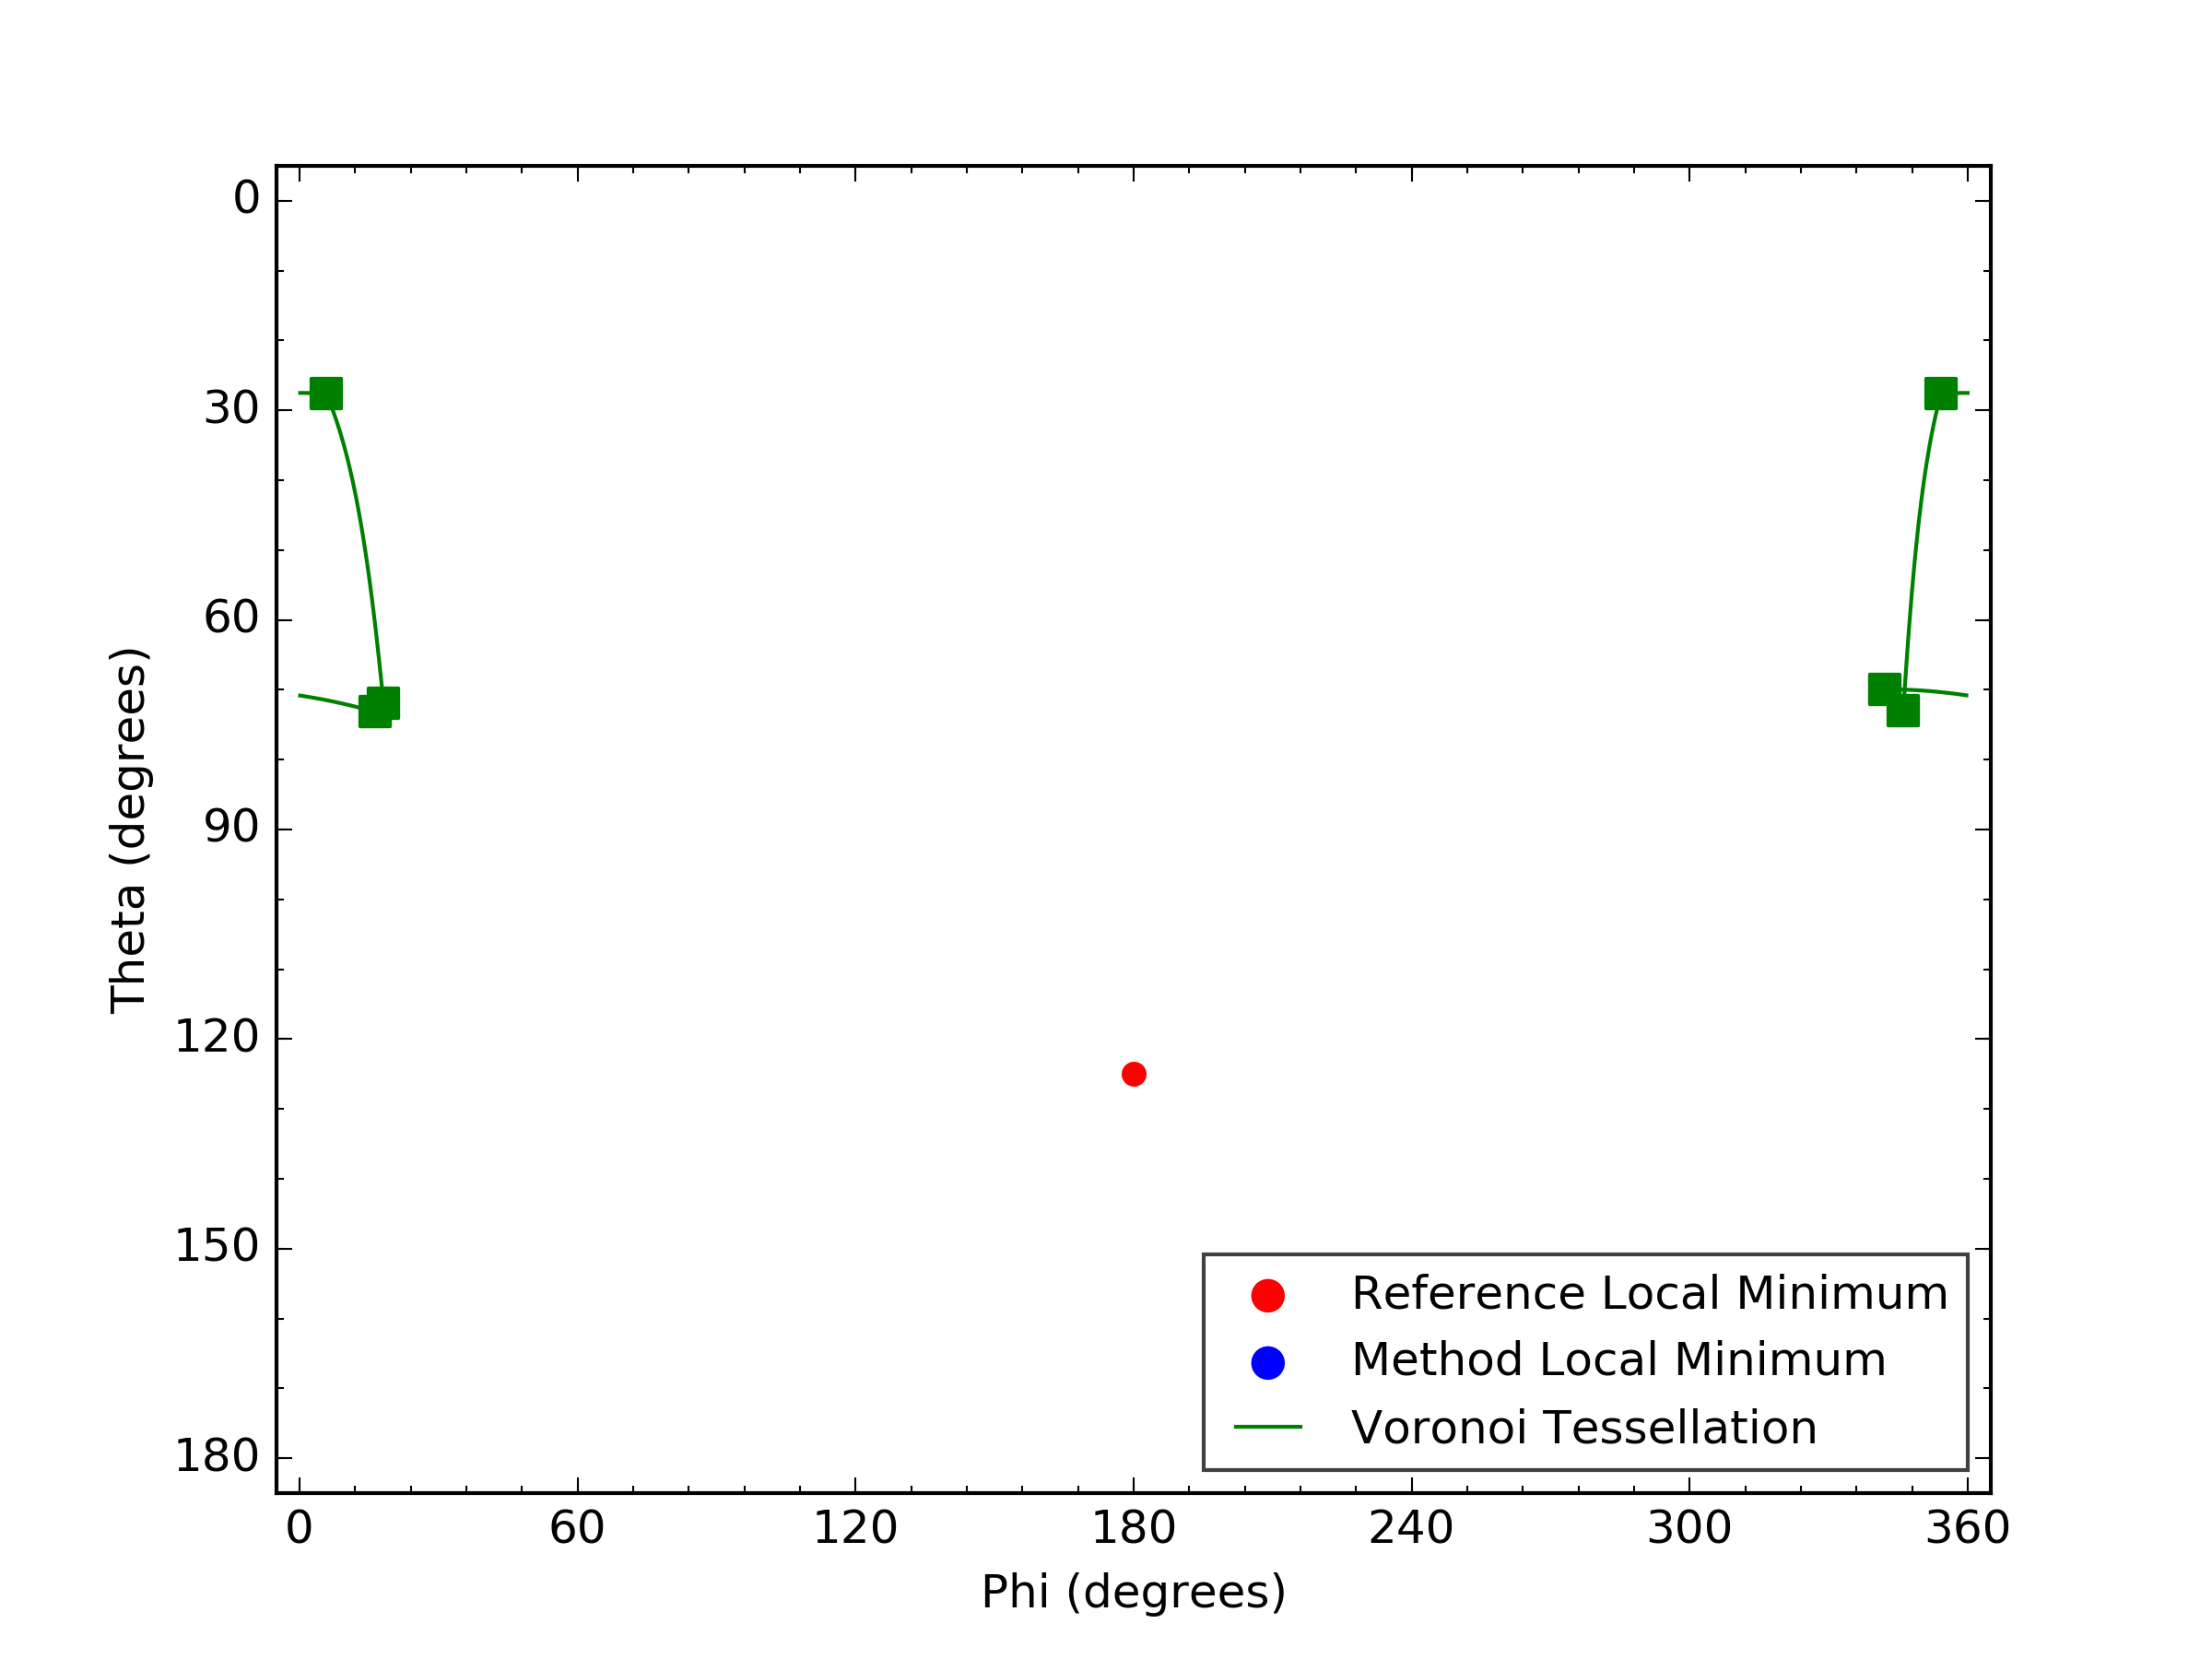 0
30
60
90
120
150
180
Theta (degrees)
Reference Local Minimum
Method Local Minimum
Voronoi Tessellation
0 60 120 180 240 300 360
Phi (degrees)